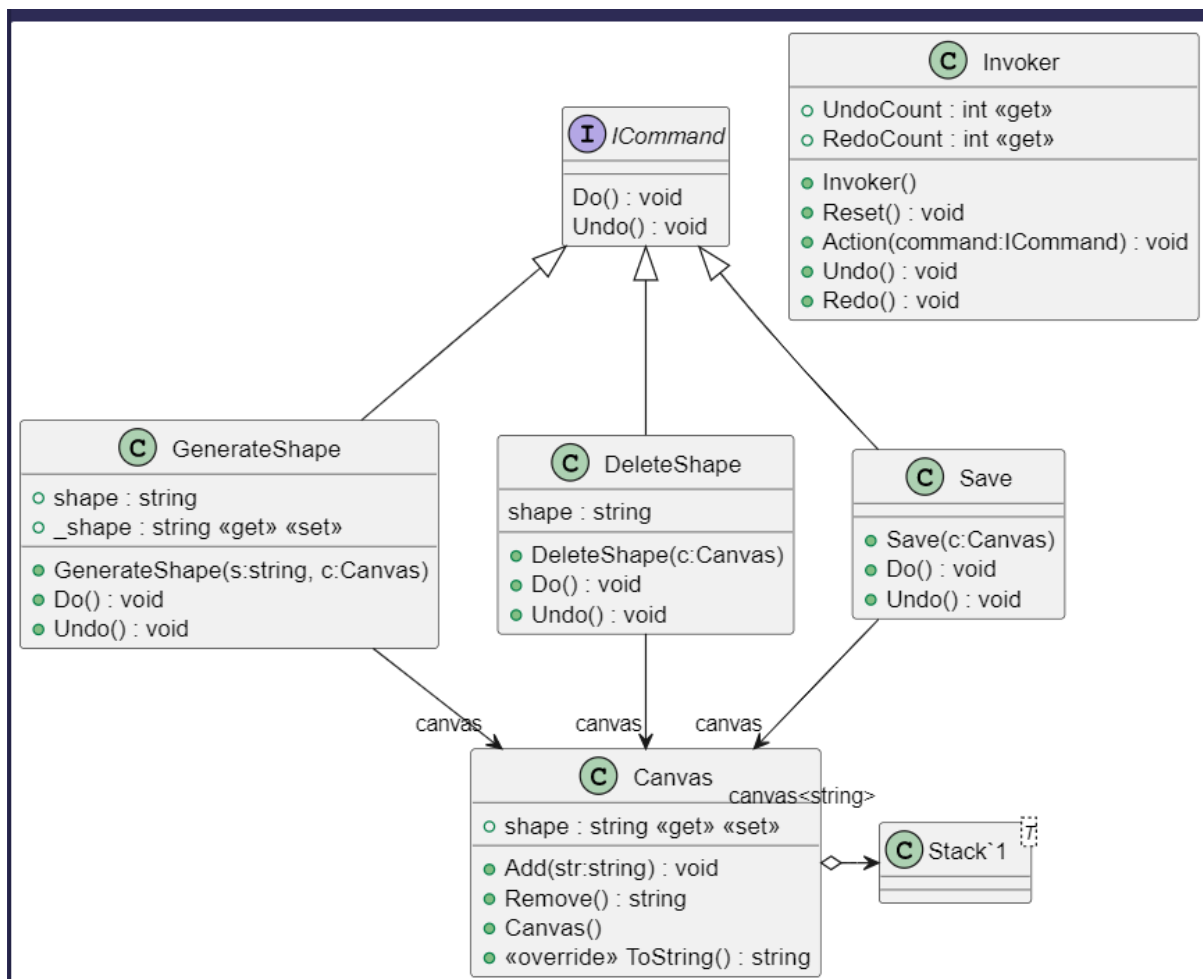 C Invoker
UndoCount : int «get»
RedoCount : int «get»
Invoker()
Reset() : void
Action(command:ICommand) : void
Undo() : void
Redo() : void
I ICommand
Do() : void
Undo() : void
C GenerateShape
shape : string
_shape : string «get» «set»
GenerateShape(s:string, c:Canvas)
Do() : void
Undo() : void
C DeleteShape
shape : string
DeleteShape(c:Canvas)
Do() : void
Undo() : void
C Save
Save(c:Canvas)
Do() : void
Undo() : void
canvas
canvas
canvas
C Canvas
shape : string «get» «set»
Add(str:string) : void
Remove() : string
Canvas()
«override» ToString() : string
canvas<string>
C Stack`1
T